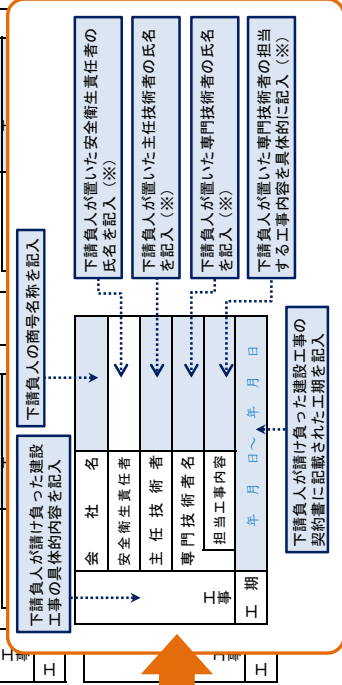 下請負人が請け負った建設
工事の具体的内容を記入
下請負人の商号名称を記入
下請負人が置いた安全衛生責任者の
氏名を記入（※）
下請負人が置いた主任技術者の氏名
を記入（※）
下請負人が置いた専門技術者の氏名
を記入（※）
下請負人が置いた専門技術者の担当
する工事内容を具体的に記入（※）
会社名
安全衛生責任者
主任技術者
専門技術者名
担当工事内容
工事
工期
年 月 日～ 年 月 日
下請負人が請け負った建設工事の
契約書に記載された工期を記入
工事
工
事
工